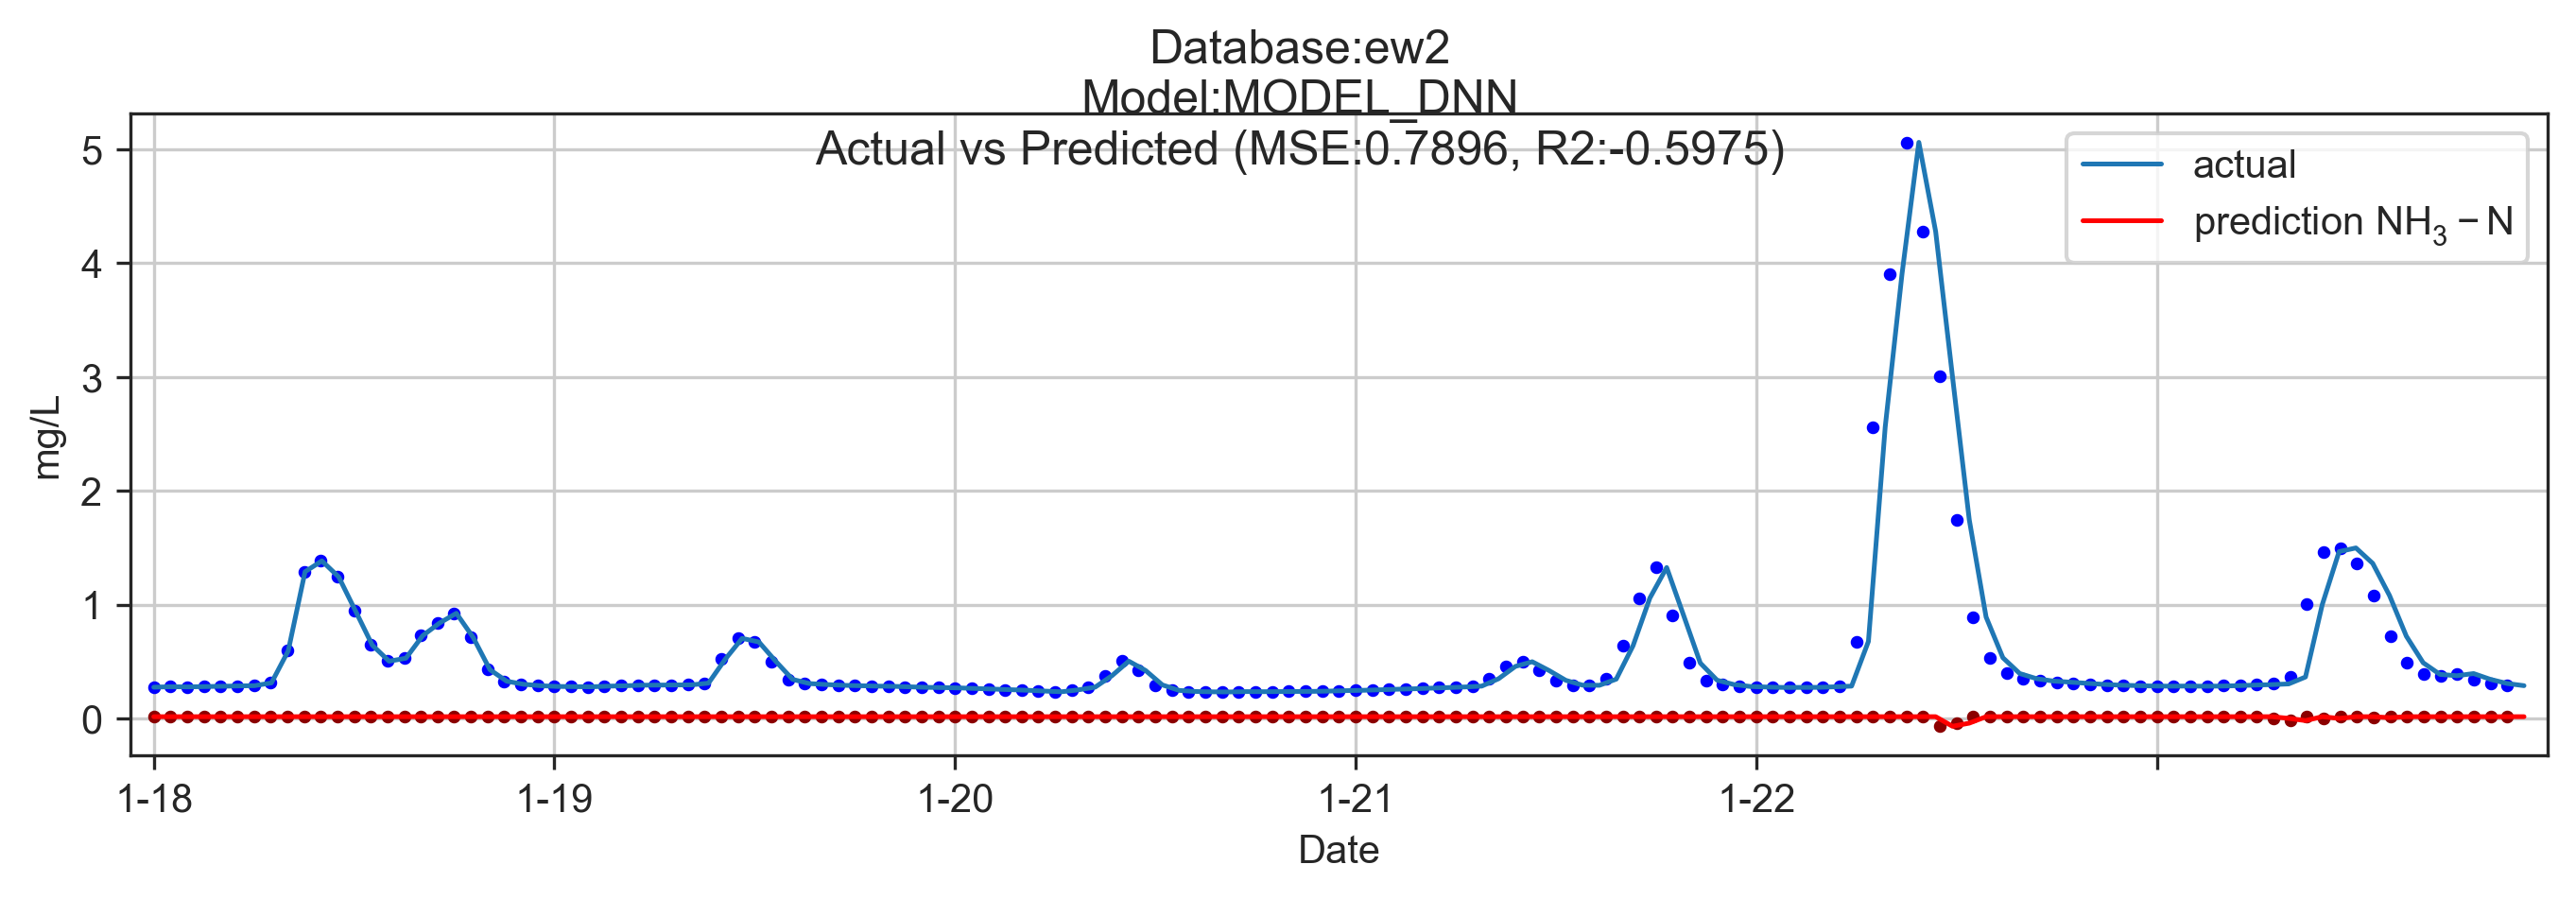 Database:ew2
Model:MODEL_DNN
Actual vs Predicted (MSE:0.7896, R2:-0.5975)
actual
prediction NH₃ − N
mg/L
5
4
3
2
1
0
1-18 1-19 1-20 1-21 1-22
Date